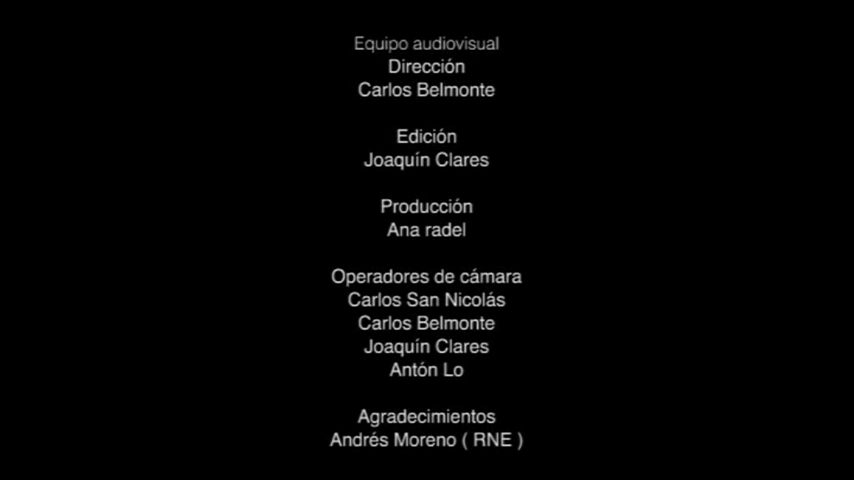 Equipo audiovisual
Dirección
Carlos Belmonte
Edición
Joaquín Clares
Producción
Ana radel
Operadores de cámara
Carlos San Nicolás
Carlos Belmonte
Joaquín Clares
Antón Lo
Agradecimientos
Andrés Moreno ( RNE )